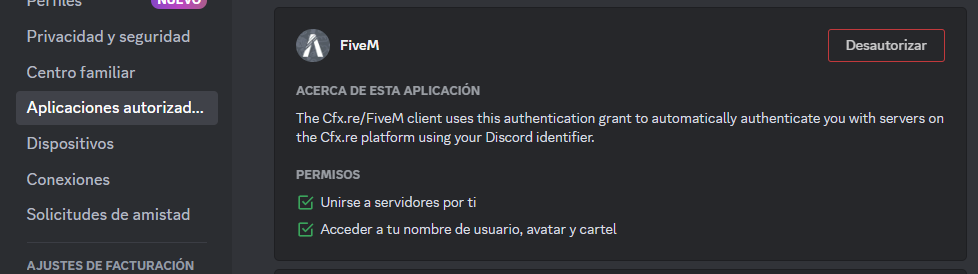 Perfiles NUEVO
Privacidad y seguridad
Centro familiar
Aplicaciones autorizad...
Dispositivos
Conexiones
Solicitudes de amistad
AJUSTES DE FACTURACIÓN
FiveM
Desautorizar
ACERCA DE ESTA APLICACIÓN
The Cfx.re/FiveM client uses this authentication grant to automatically authenticate you with servers on
the Cfx.re platform using your Discord identifier.
PERMISOS
Unirse a servidores por ti
Acceder a tu nombre de usuario, avatar y cartel